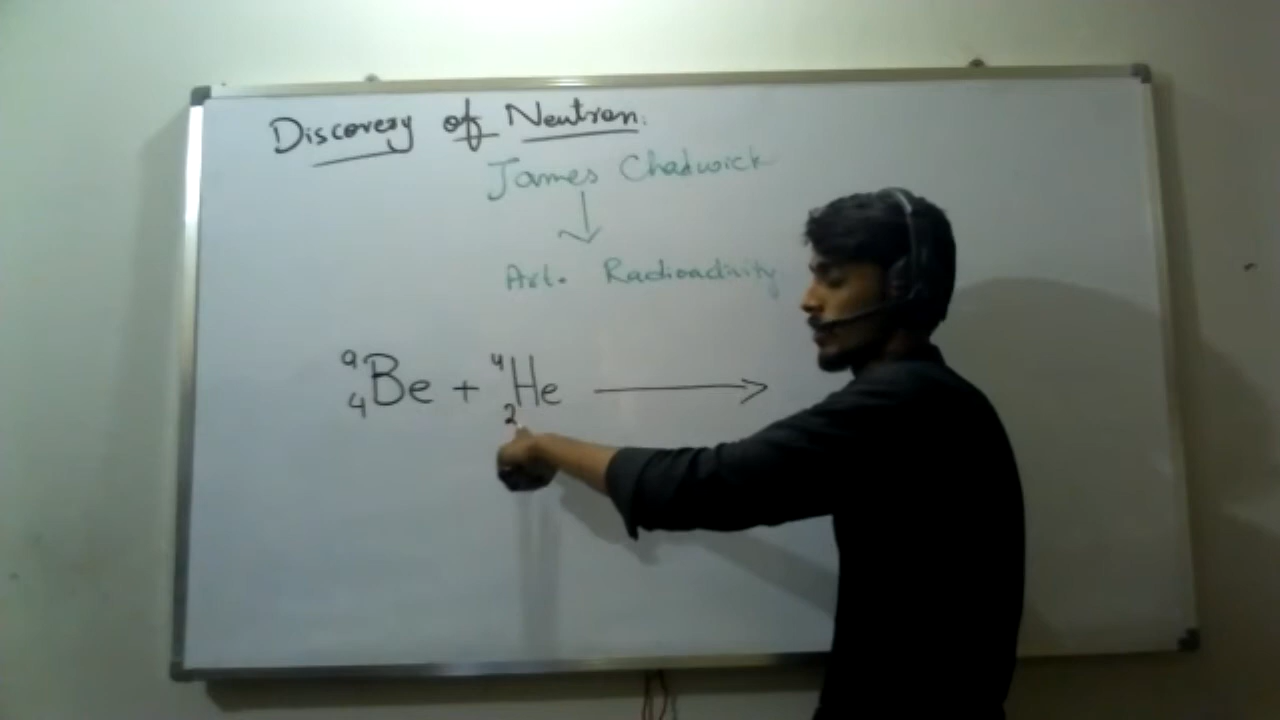 Discovery of Neutron.
James Chadwick
↓
Art. Radioactivity
⁹₄Be + ⁴₂He ⟶